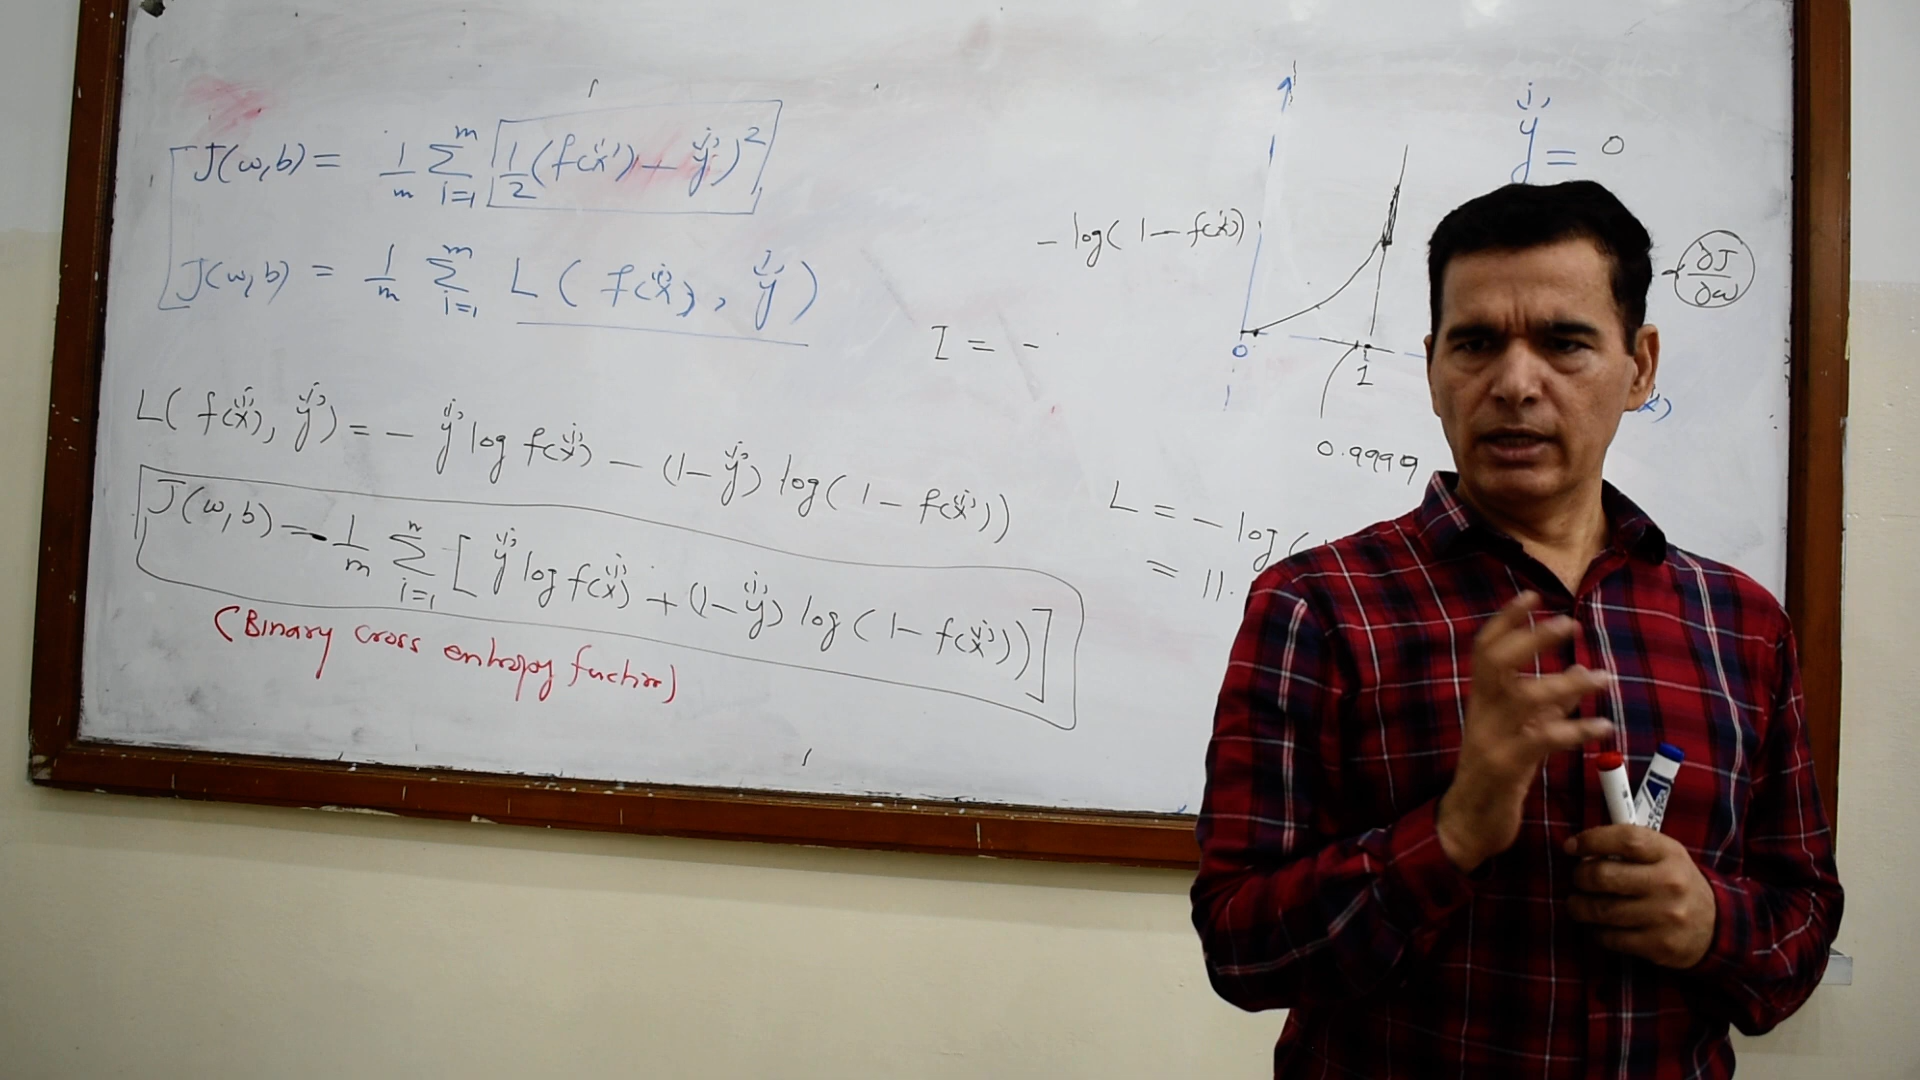 J(w,b) = 1/m Σ_{i=1}^{m} 1/2 (f(x^{(i)}) - y^{(i)})^2
J(w,b) = 1/m Σ_{i=1}^{m} L( f(x^{(i)}), y^{(i)} )
L( f(x^{(i)}), y^{(i)} ) = - y^{(i)} log f(x^{(i)}) - (1-y^{(i)}) log( 1 - f(x^{(i)}) )
J(w,b) = - 1/m Σ_{i=1}^{n} [ y^{(i)} log f(x^{(i)}) + (1-y^{(i)}) log( 1 - f(x^{(i)}) ) ]
(Binary cross entropy function)
I = -
y^{(i)} = 0
- log( 1 - f(x^{(i)})
∂J/∂w
0
1
0.9999
L = - log(
= 11.